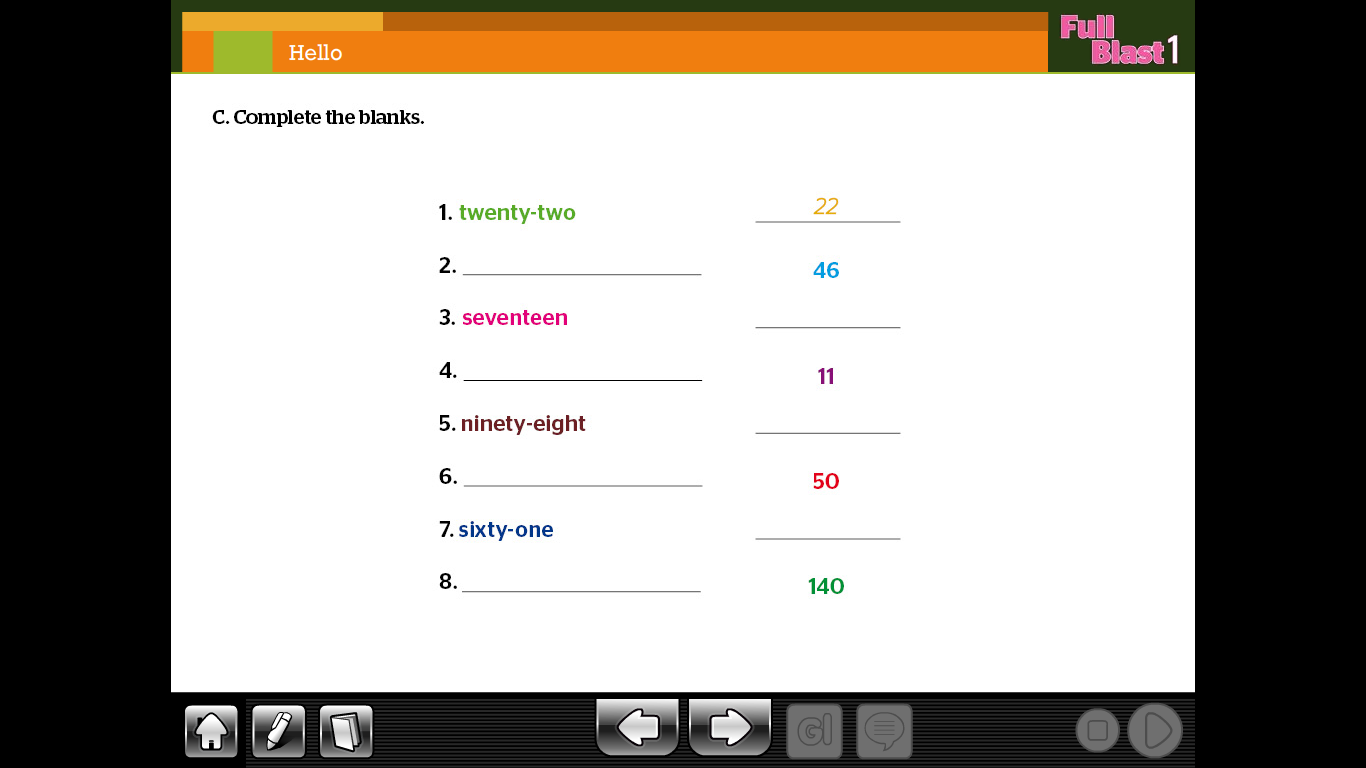 Hello
Full
Blast 1
C. Complete the blanks.
1. twenty-two 22
2. 46
3. seventeen
4. 11
5. ninety-eight
6. 50
7. sixty-one
8. 140
GI